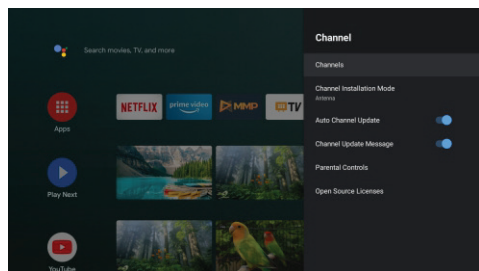 Search movies, TV, and more
Apps
NETFLIX
prime video
MMP
TV
Play Next
YouTube
Channel
Channels
Channel Installation Mode
Antenna
Auto Channel Update
Channel Update Message
Parental Controls
Open Source Licenses